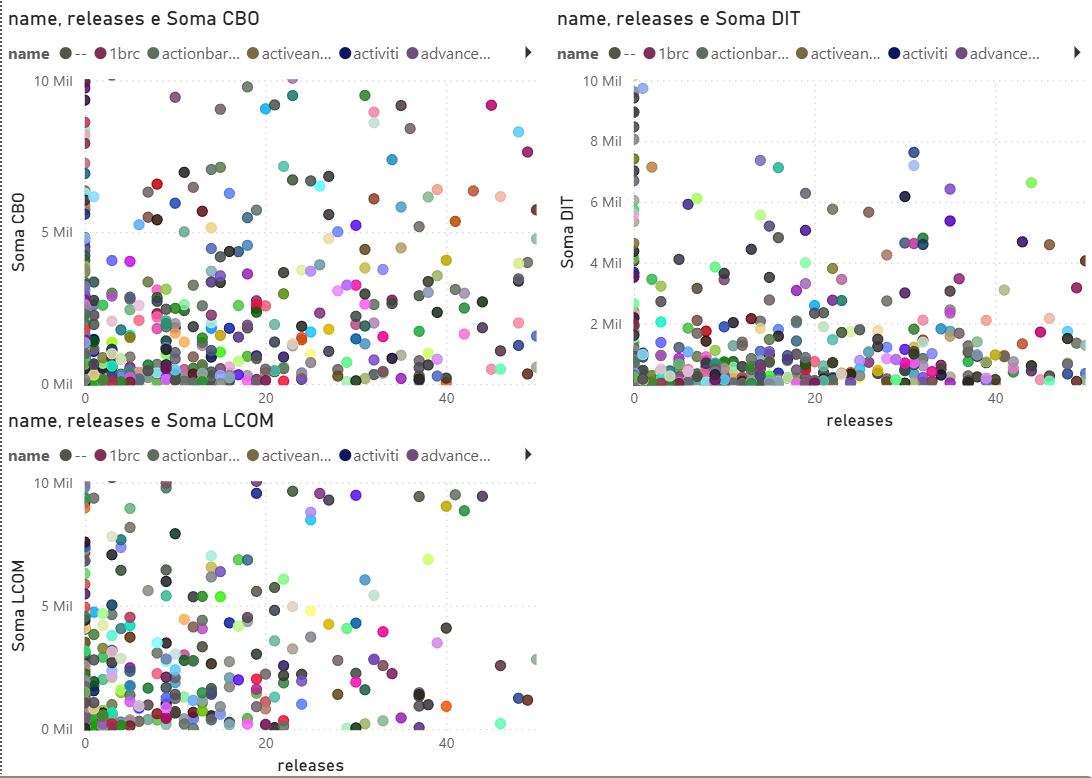 name, releases e Soma CBO
name -- 1brc actionbar... activean... activiti advance...
10 Mil
5 Mil
0 Mil
Soma CBO
0 20 40
name, releases e Soma DIT
name -- 1brc actionbar... activean... activiti advance...
10 Mil
8 Mil
6 Mil
4 Mil
2 Mil
Soma DIT
0 20 40
releases
name, releases e Soma LCOM
name -- 1brc actionbar... activean... activiti advance...
10 Mil
5 Mil
0 Mil
Soma LCOM
0 20 40
releases